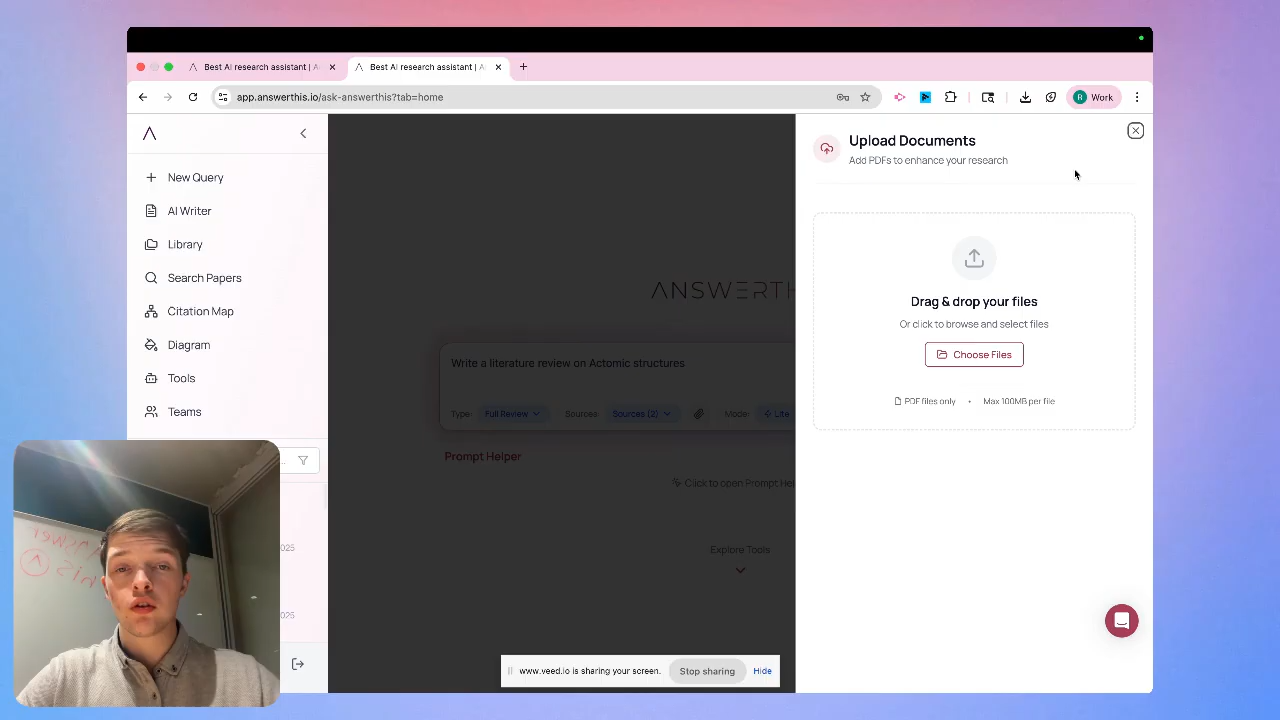 Best AI research assistant | A
Best AI research assistant | A
app.answerthis.io/ask-answerthis?tab=home
R Work
New Query
AI Writer
Library
Search Papers
Citation Map
Diagram
Tools
Teams
..
2025
2025
ANSWERTH
Write a literature review on Actomic structures
Type: Full Review Sources: Sources (2) Mode: Lite
Prompt Helper
Click to open Prompt Hel
Explore Tools
www.veed.io is sharing your screen. Stop sharing Hide
Upload Documents
Add PDFs to enhance your research
Drag & drop your files
Or click to browse and select files
Choose Files
PDF files only • Max 100MB per file